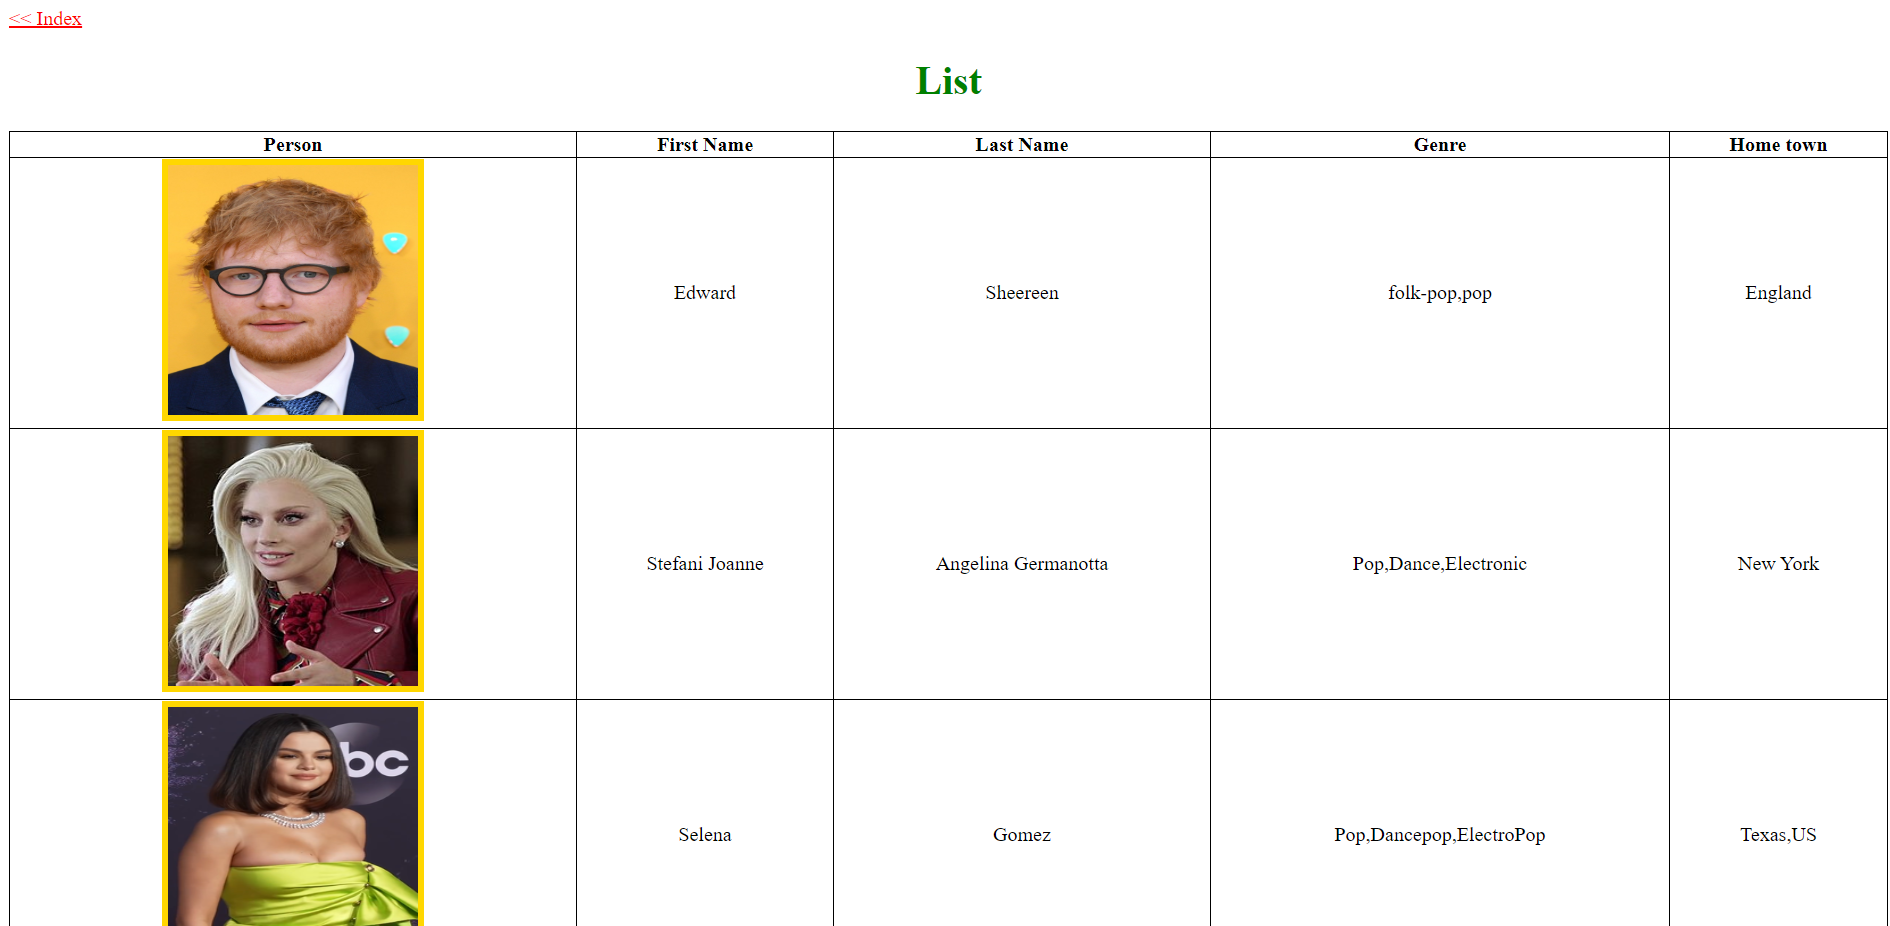 << Index
List
Person First Name Last Name Genre Home town
Edward Sheereen folk-pop,pop England
Stefani Joanne Angelina Germanotta Pop,Dance,Electronic New York
bc
Selena Gomez Pop,Dancepop,ElectroPop Texas,US